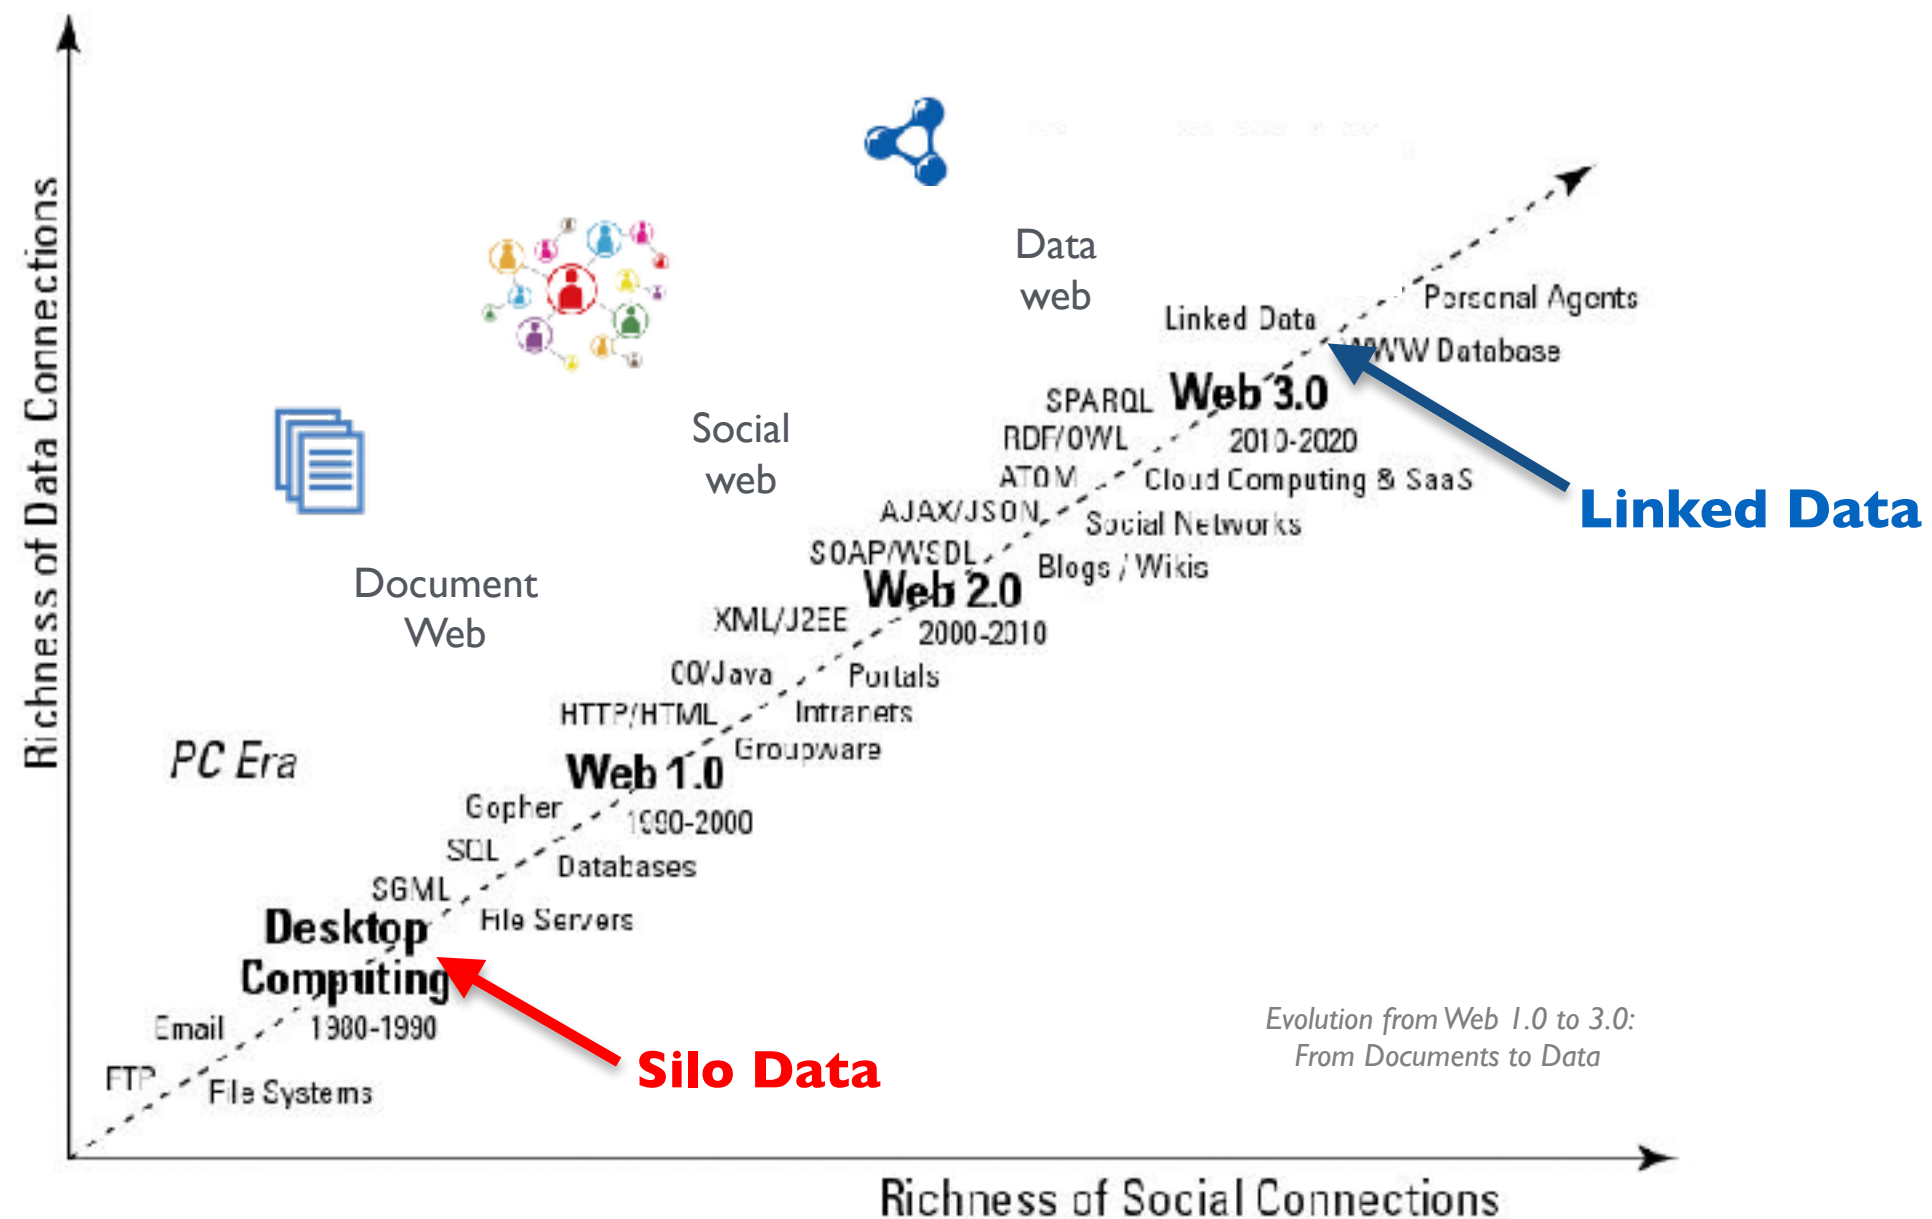 Richness of Data Connections
Data
web
Personal Agents
Linked Data
WWW Database
SPARQL Web 3.0
RDF/OWL 2010-2020
ATOM Cloud Computing & SaaS
Linked Data
Social
web
AJAX/JSON Social Networks
SOAP/WSDL Blogs / Wikis
Web 2.0
2000-2010
Document
Web
XML/J2EE
OO/Java Portals
HTTP/HTML Intranets
Groupware
PC Era
Web 1.0
1990-2000
Gopher
SQL Databases
SGML
File Servers
Desktop
Computing
1980-1990
Email
FTP
File Systems
Silo Data
Evolution from Web 1.0 to 3.0:
From Documents to Data
Richness of Social Connections